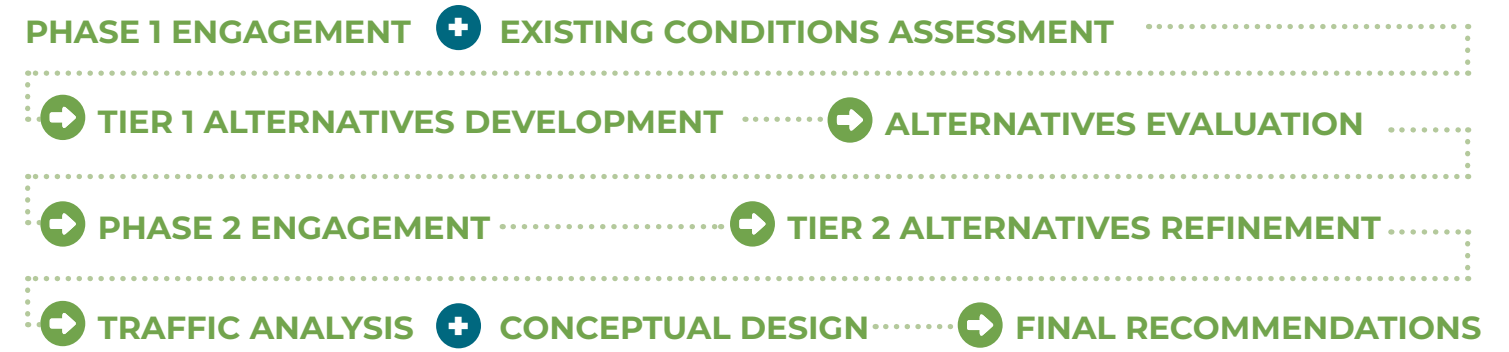 PHASE 1 ENGAGEMENT + EXISTING CONDITIONS ASSESSMENT
TIER 1 ALTERNATIVES DEVELOPMENT ALTERNATIVES EVALUATION
PHASE 2 ENGAGEMENT TIER 2 ALTERNATIVES REFINEMENT
TRAFFIC ANALYSIS + CONCEPTUAL DESIGN FINAL RECOMMENDATIONS